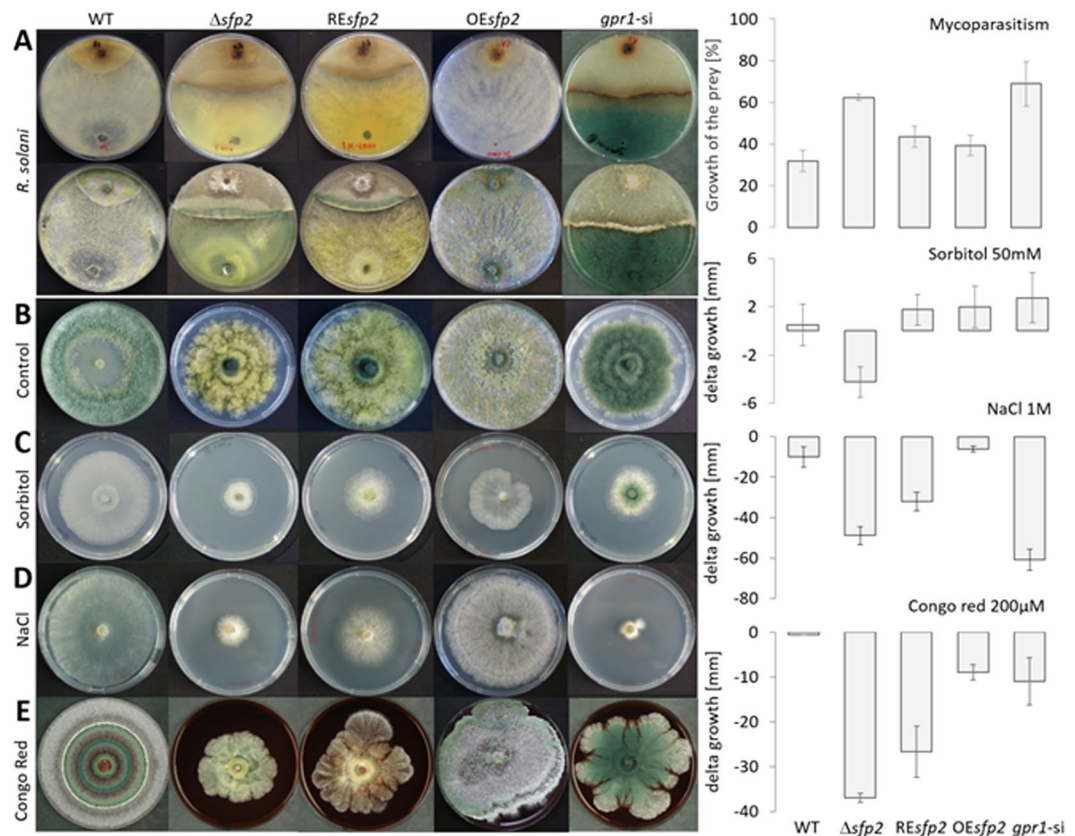 WT Δsfp2 REsfp2 OEsfp2 gpr1-si
A
R. solani
B
Control
C
Sorbitol
D
NaCl
E
Congo Red
Mycoparasitism
Growth of the prey [%]
100
80
60
40
20
0
Sorbitol 50mM
delta growth [mm]
6
2
-2
-6
NaCl 1M
delta growth [mm]
0
-20
-40
-60
-80
Congo red 200µM
delta growth [mm]
0
-10
-20
-30
-40
WT Δsfp2 REsfp2 OEsfp2 gpr1-si